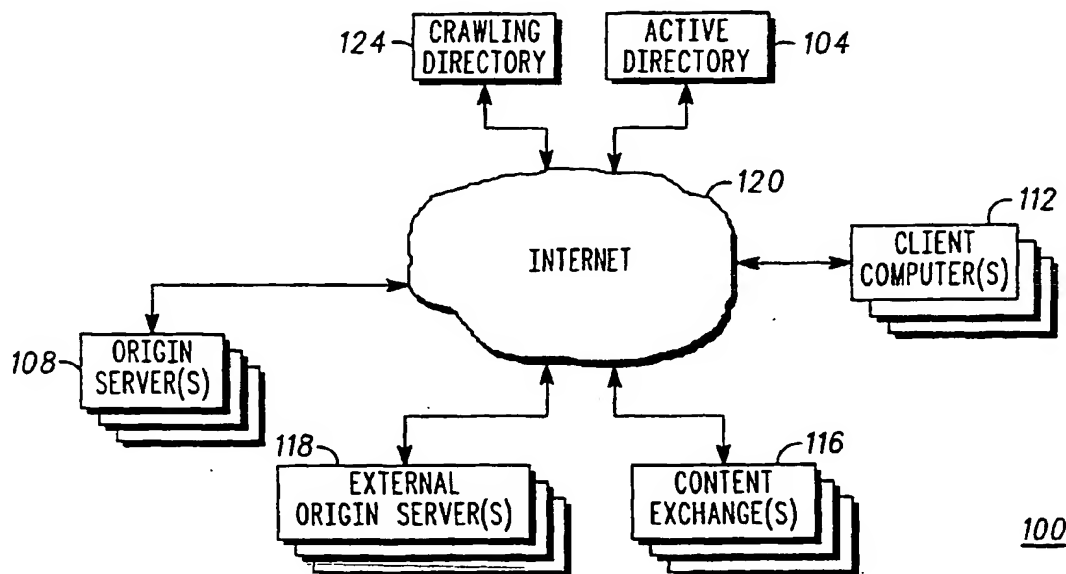 124
CRAWLING
DIRECTORY
ACTIVE
DIRECTORY
104
120
INTERNET
112
CLIENT
COMPUTER(S)
108
ORIGIN
SERVER(S)
118
EXTERNAL
ORIGIN SERVER(S)
116
CONTENT
EXCHANGE(S)
100